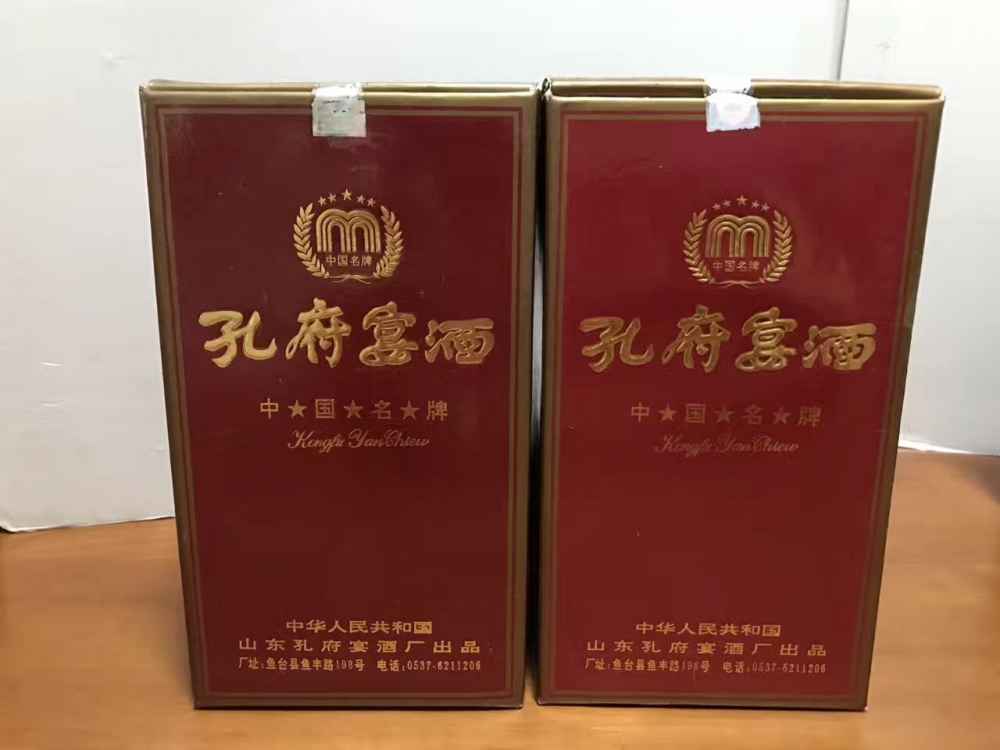 中国名牌
孔府宴酒
中★国★名★牌
Kongfu Yan Chiew
中华人民共和国
山东孔府宴酒厂出品
厂址:鱼台县鱼丰路198号 电话:0537-6211206
中国名牌
孔府宴酒
中★国★名★牌
Kongfu Yan Chiew
中华人民共和国
山东孔府宴酒厂出品
厂址:鱼台县鱼丰路198号 电话:0537-6211206